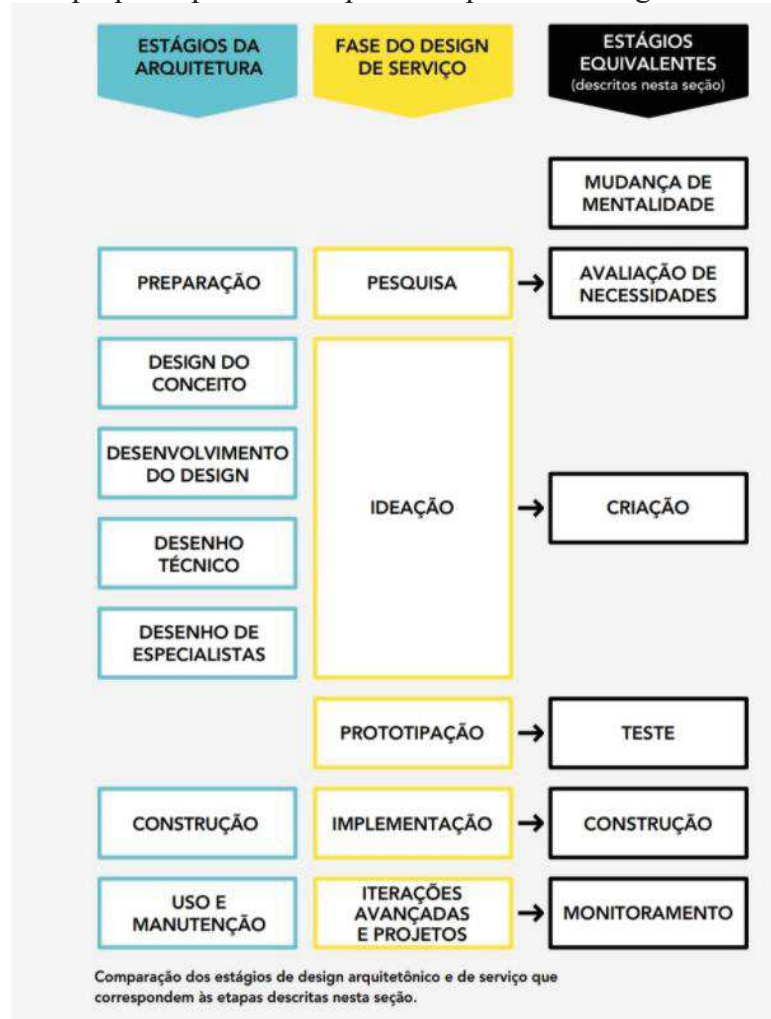 ESTÁGIOS DA
ARQUITETURA
FASE DO DESIGN
DE SERVIÇO
ESTÁGIOS
EQUIVALENTES
(descritos nesta seção)
MUDANÇA DE
MENTALIDADE
PREPARAÇÃO
PESQUISA
→
AVALIAÇÃO DE
NECESSIDADES
DESIGN DO
CONCEITO
DESENVOLVIMENTO
DO DESIGN
DESENHO
TÉCNICO
DESENHO DE
ESPECIALISTAS
IDEAÇÃO
→
CRIAÇÃO
PROTOTIPAÇÃO
→
TESTE
CONSTRUÇÃO
IMPLEMENTAÇÃO
→
CONSTRUÇÃO
USO E
MANUTENÇÃO
ITERAÇÕES
AVANÇADAS
E PROJETOS
→
MONITORAMENTO
Comparação dos estágios de design arquitetônico e de serviço que
correspondem às etapas descritas nesta seção.